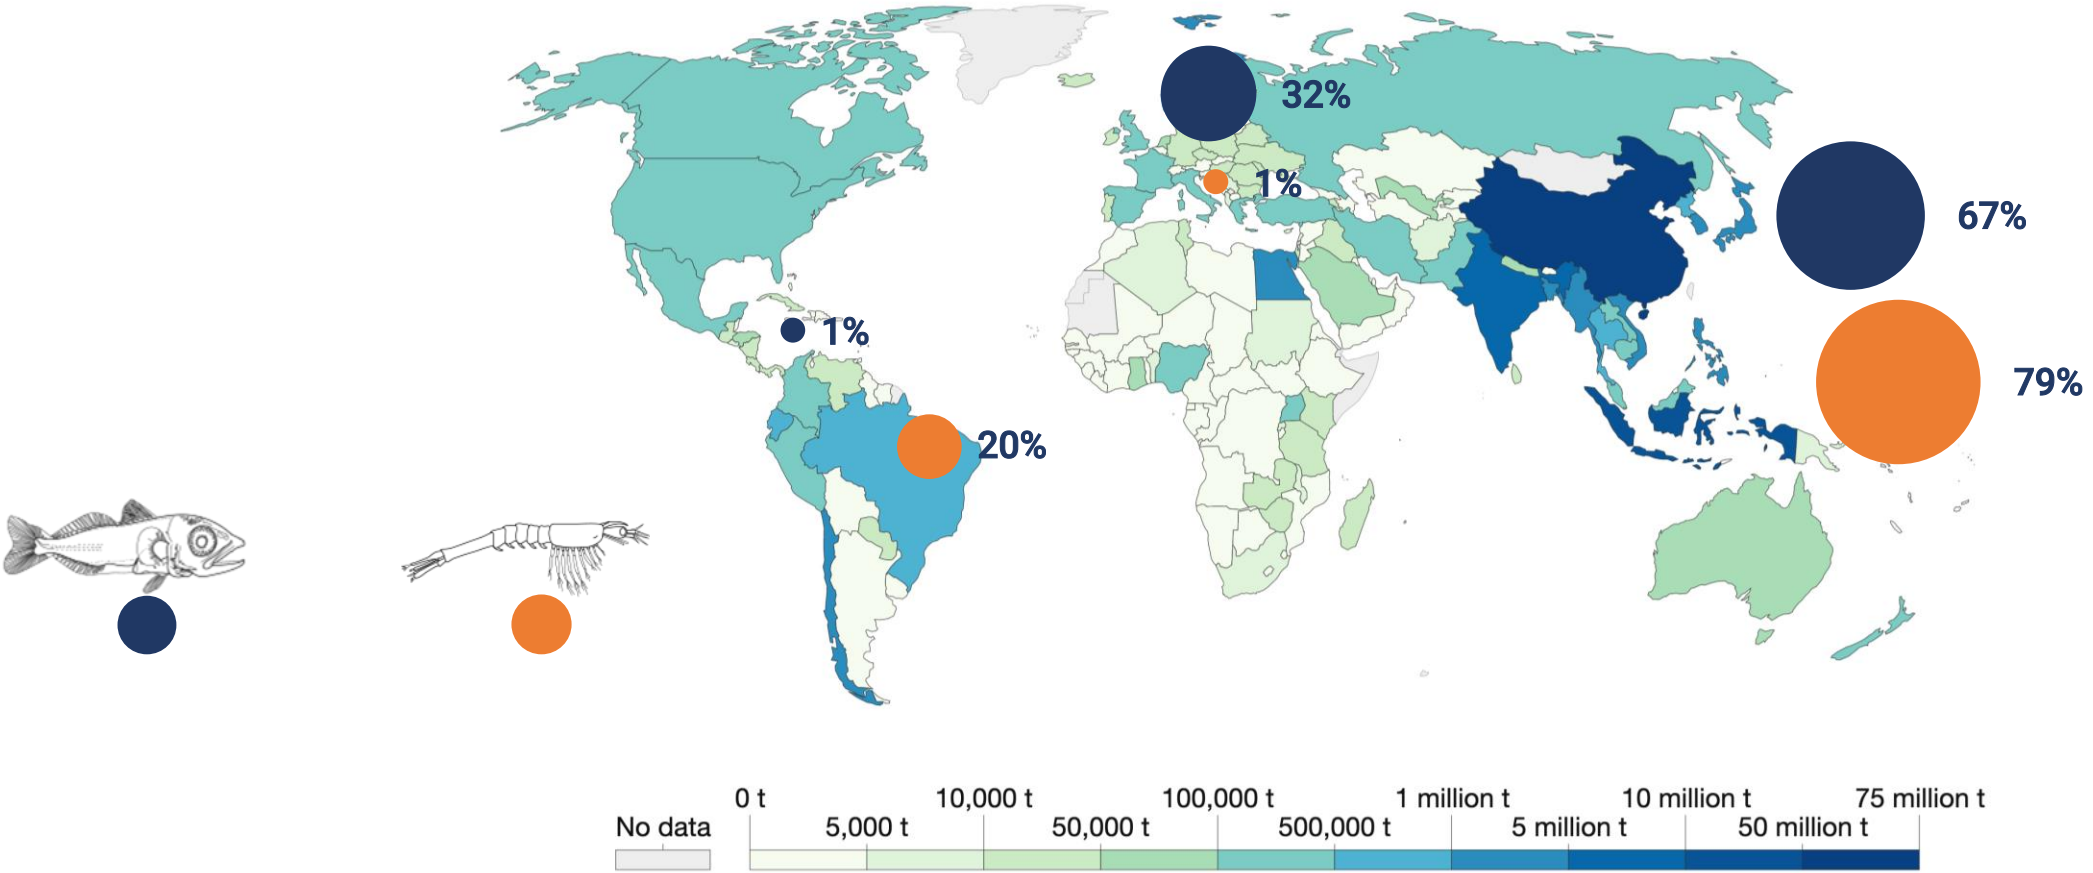 32%
1%
67%
1%
79%
20%
0 t
10,000 t
100,000 t
1 million t
10 million t
75 million t
No data
5,000 t
50,000 t
500,000 t
5 million t
50 million t